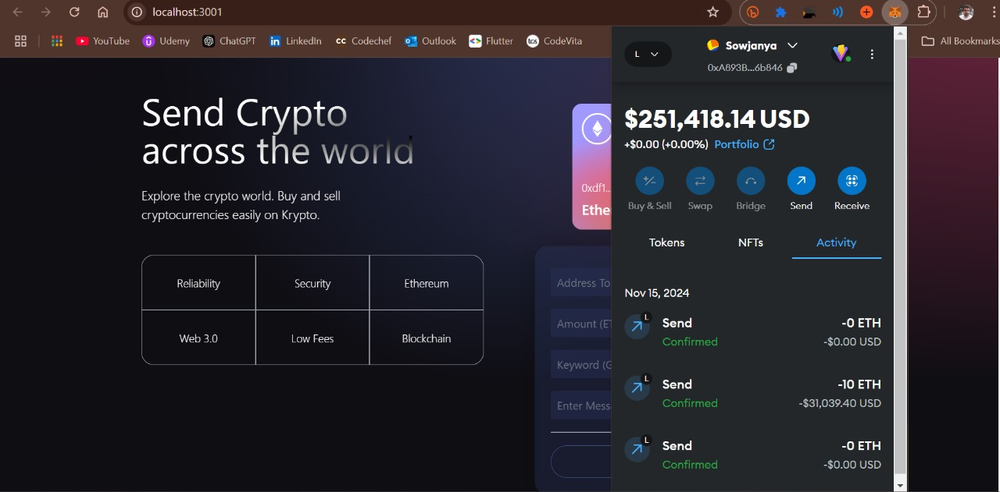 localhost:3001
YouTube
Udemy
ChatGPT
LinkedIn
CC Codechef
Outlook
Flutter
tcs CodeVita
All Bookmarks
Send Crypto
across the world
Explore the crypto world. Buy and sell
cryptocurrencies easily on Krypto.
Reliability Security Ethereum
Web 3.0 Low Fees Blockchain
0xdf1..
Ethe
Address To
Amount (ET
Keyword (G
Enter Mess
L
Sowjanya
0xA893B...6b846
$251,418.14 USD
+$0.00 (+0.00%) Portfolio
Buy & Sell Swap Bridge Send Receive
Tokens NFTs Activity
Nov 15, 2024
L
Send -0 ETH
Confirmed -$0.00 USD
L
Send -10 ETH
Confirmed -$31,039.40 USD
L
Send -0 ETH
Confirmed -$0.00 USD